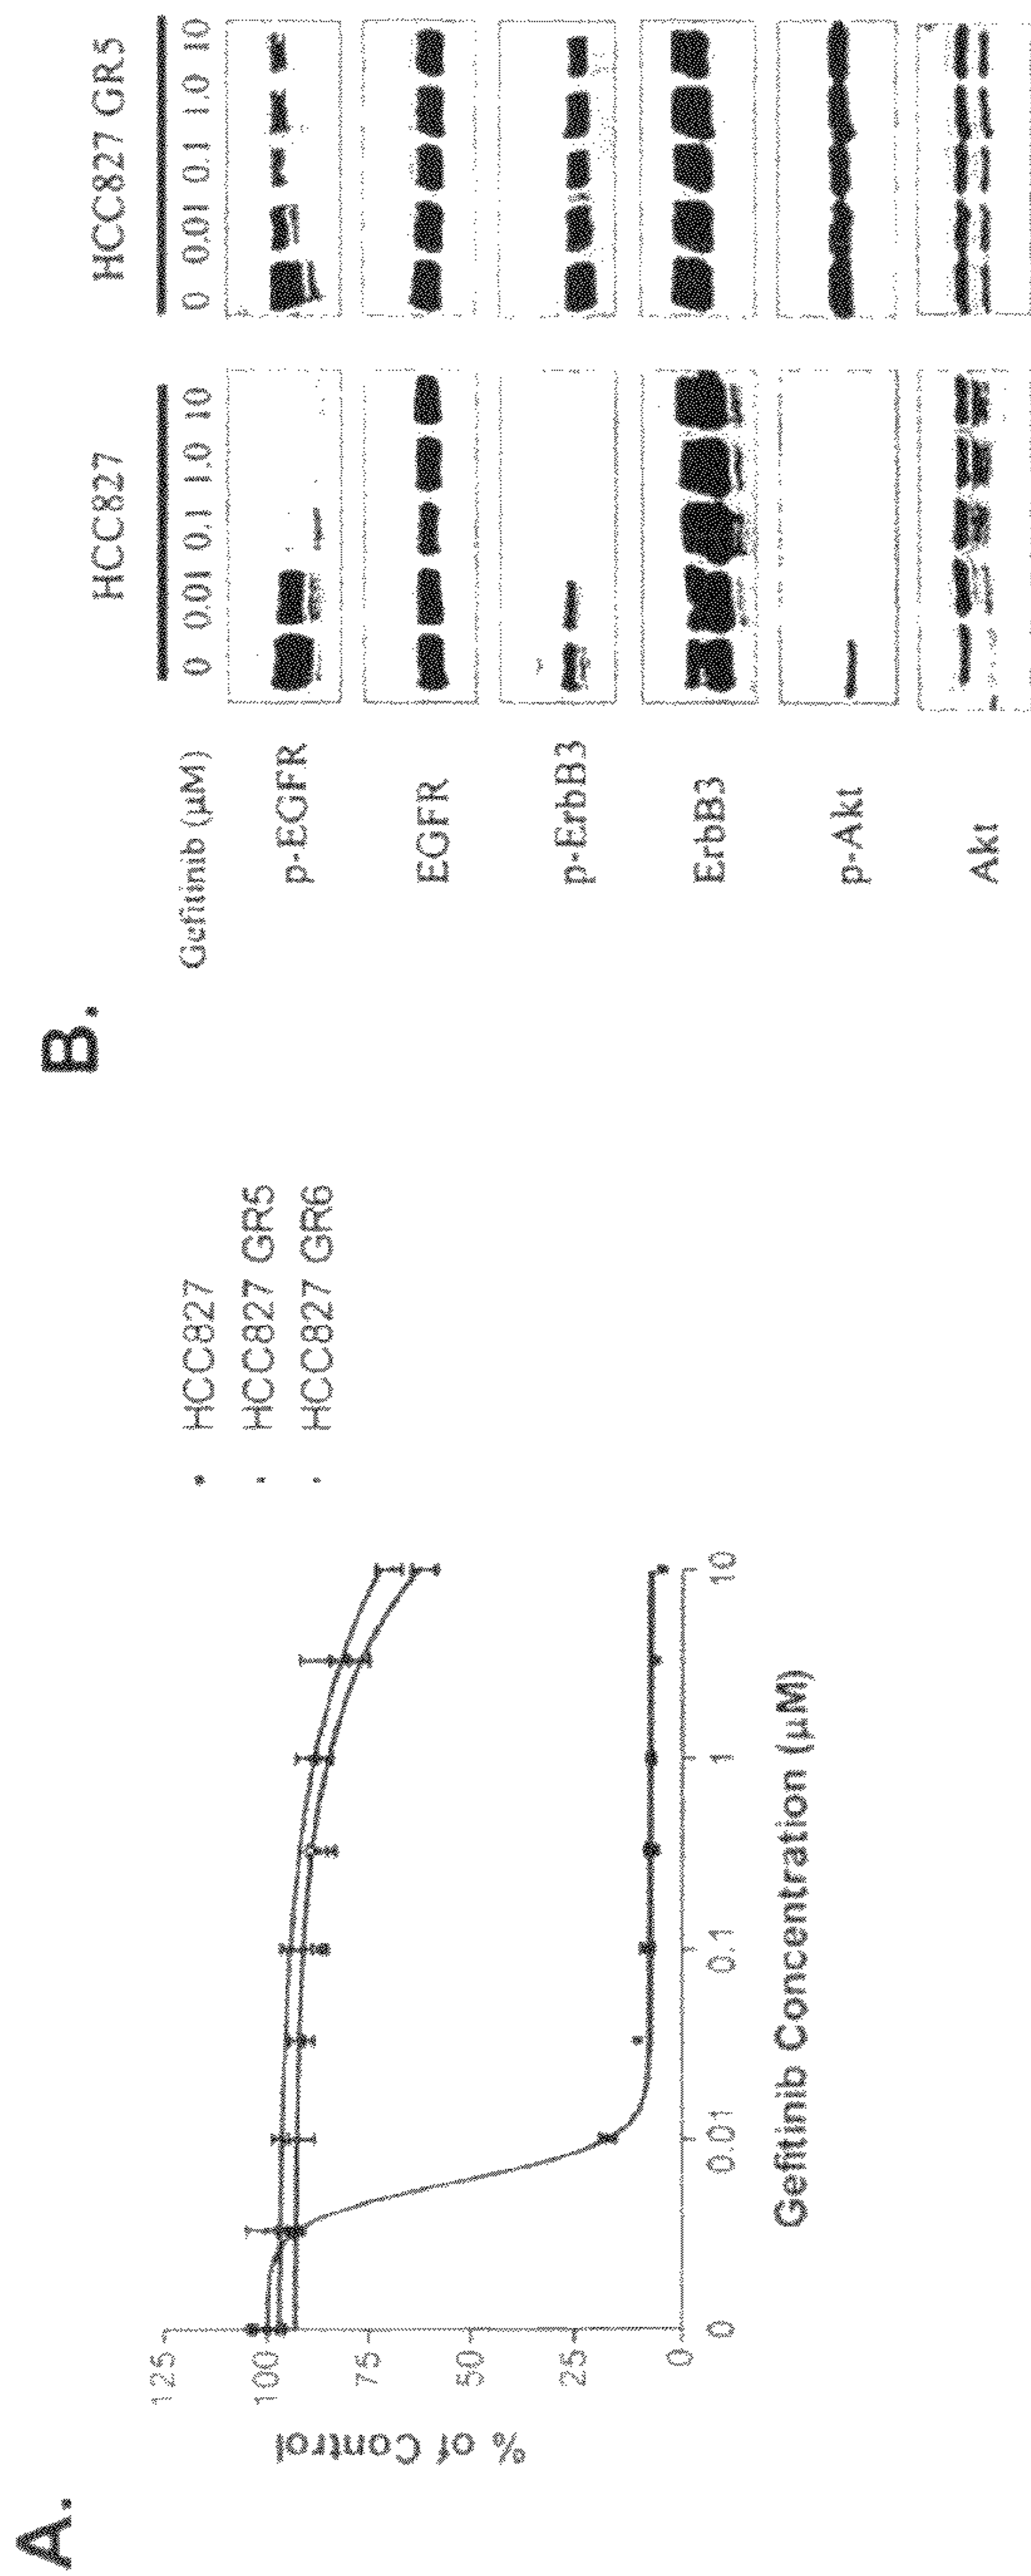 A.
% of Control
125
100
75
50
25
0
0 0.01 0.1 1 10
Gefitinib Concentration (µM)
HCC827
HCC827 GR5
HCC827 GR6
B.
HCC827 HCC827 GR5
Gefitinib (µM) 0 0.01 0.1 1.0 10 0 0.01 0.1 1.0 10
p-EGFR
EGFR
p-ErbB3
ErbB3
p-Akt
Akt